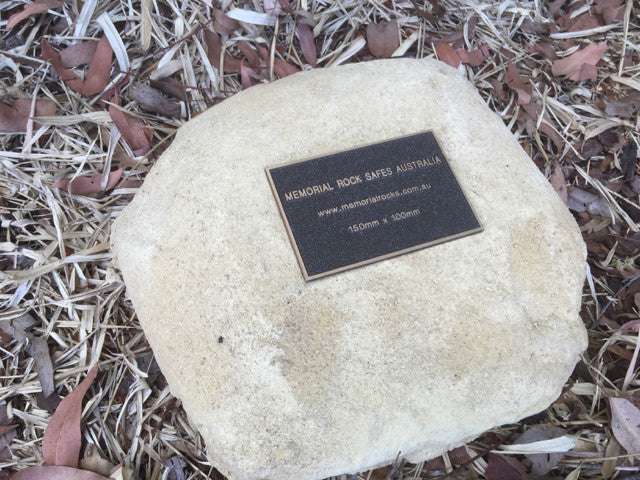 MEMORIAL ROCK SAFES AUSTRALIA
www.memorialrocks.com.au
150mm x 100mm